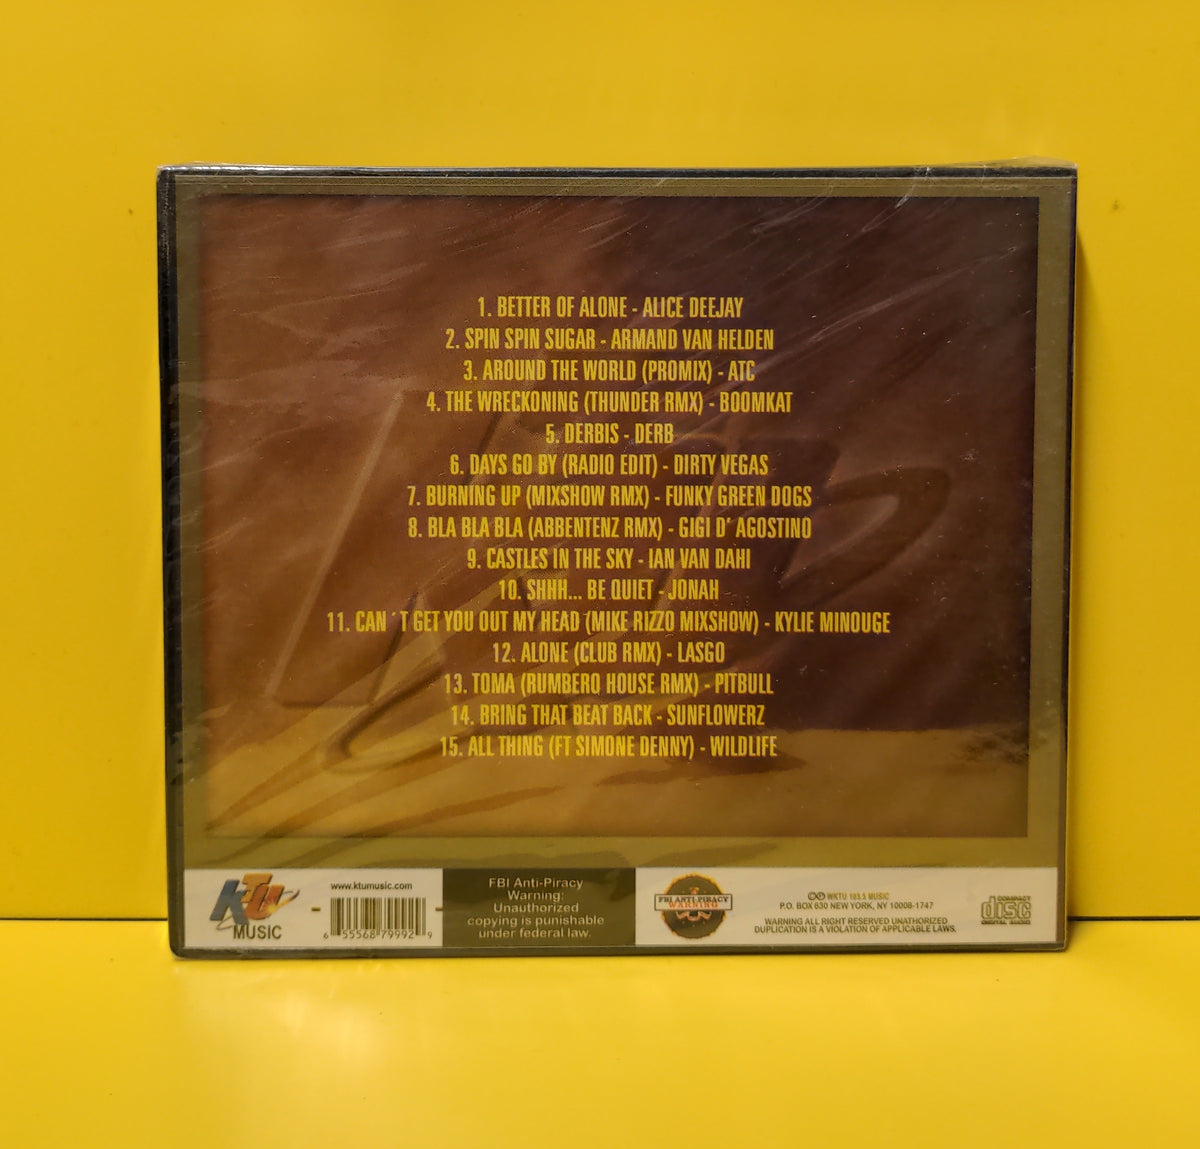 1. BETTER OF ALONE - ALICE DEEJAY
2. SPIN SPIN SUGAR - ARMAND VAN HELDEN
3. AROUND THE WORLD (PROMIX) - ATC
4. THE WRECKONING (THUNDER RMX) - BOOMKAT
5. DERBIS - DERB
6. DAYS GO BY (RADIO EDIT) - DIRTY VEGAS
7. BURNING UP (MIXSHOW RMX) - FUNKY GREEN DOGS
8. BLA BLA BLA (ABBENTENZ RMX) - GIGI D' AGOSTINO
9. CASTLES IN THE SKY - IAN VAN DAHI
10. SHHH... BE QUIET - JONAH
11. CAN´T GET YOU OUT MY HEAD (MIKE RIZZO MIXSHOW) - KYLIE MINOUGE
12. ALONE (CLUB RMX) - LASGO
13. TOMA (RUMBERO HOUSE RMX) - PITBULL
14. BRING THAT BEAT BACK - SUNFLOWERZ
15. ALL THING (FT SIMONE DENNY) - WILDLIFE
KTU
MUSIC
www.ktumusic.com
6 55568 79992 9
FBI Anti-Piracy
Warning:
Unauthorized
copying is punishable
under federal law.
FBI ANTI-PIRACY
WARNING
©℗ WKTU 103.5 MUSIC
P.O. BOX 630 NEW YORK, NY 10008-1747
WARNING ALL RIGHT RESERVED UNATHORIZED
DUPLICATION IS A VIOLATION OF APPLICABLE LAWS.
COMPACT
disc
DIGITAL AUDIO